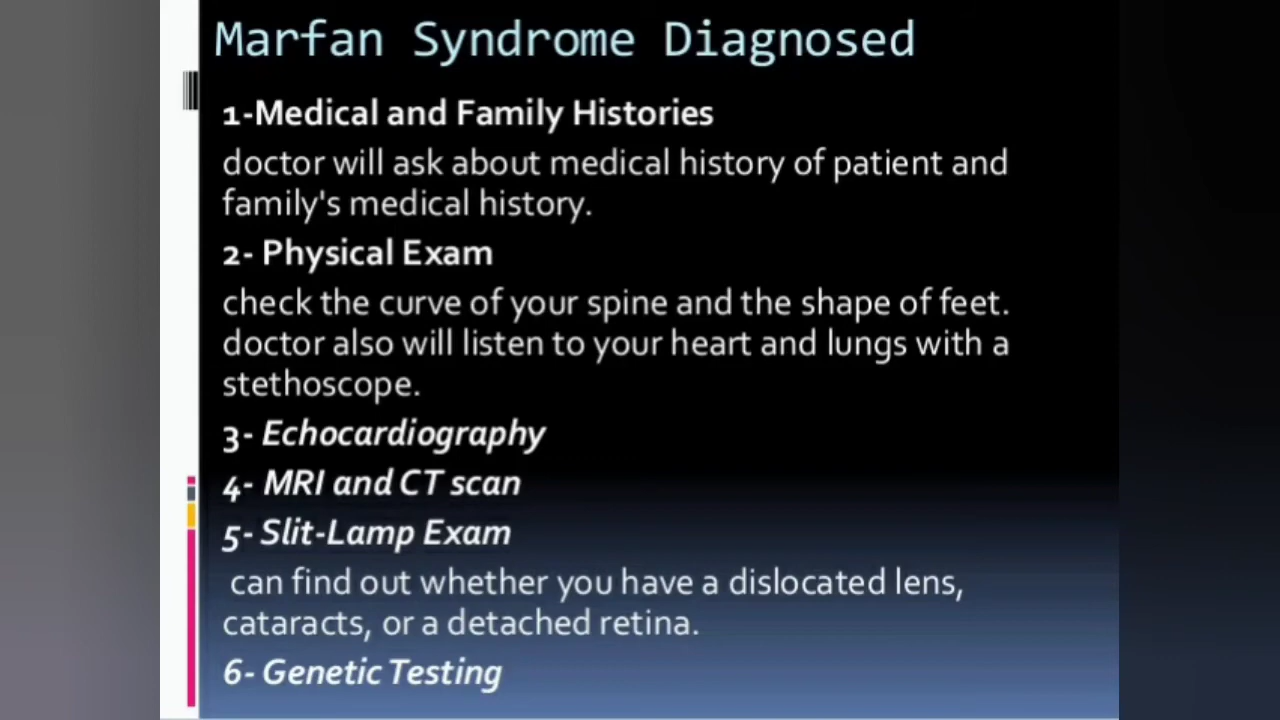 Marfan Syndrome Diagnosed
1-Medical and Family Histories
doctor will ask about medical history of patient and
family's medical history.
2- Physical Exam
check the curve of your spine and the shape of feet.
doctor also will listen to your heart and lungs with a
stethoscope.
3- Echocardiography
4- MRI and CT scan
5- Slit-Lamp Exam
can find out whether you have a dislocated lens,
cataracts, or a detached retina.
6- Genetic Testing